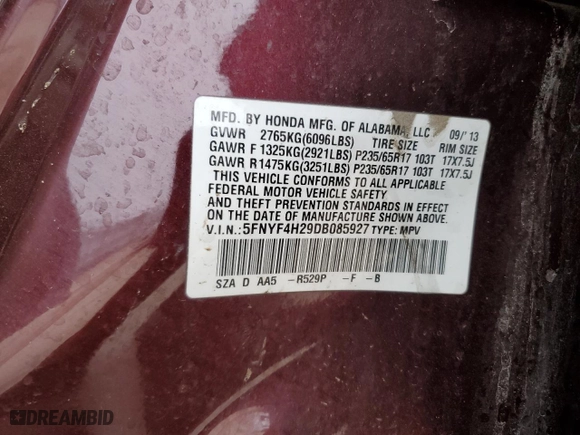 MFD. BY HONDA MFG. OF ALABAMA, LLC 09/'13
GVWR 2765KG(6096LBS) TIRE SIZE RIM SIZE
GAWR F 1325KG(2921LBS) P235/65R17 103T 17X7.5J
GAWR R1475KG(3251LBS) P235/65R17 103T 17X7.5J
THIS VEHICLE CONFORMS TO ALL APPLICABLE
FEDERAL MOTOR VEHICLE SAFETY
AND THEFT PREVENTION STANDARDS IN EFFECT
ON THE DATE OF MANUFACTURE SHOWN ABOVE.
V.I.N.:5FNYF4H29DB085927 TYPE: MPV
SZA D AA5 -R529P -F -B
DREAMBID